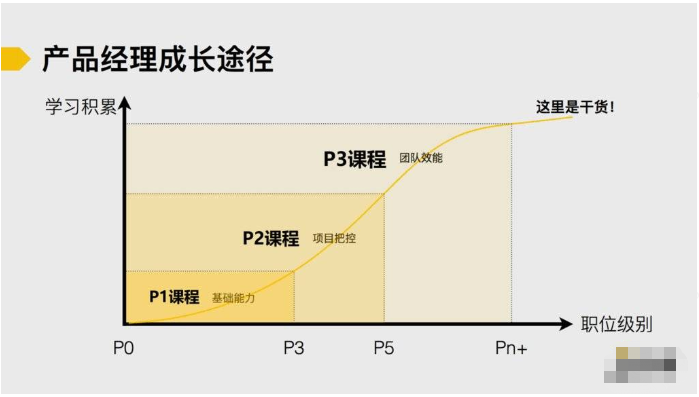 产品经理成长途径
学习积累
这里是干货!
P3课程 团队效能
P2课程 项目把控
P1课程 基础能力
职位级别
P0 P3 P5 Pn+